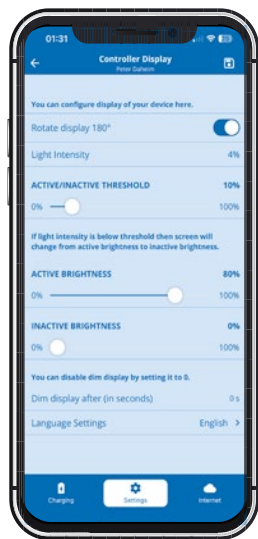 01:31
Controller Display
Peter Daheim
You can configure display of your device here.
Rotate display 180°
Light Intensity 4%
ACTIVE/INACTIVE THRESHOLD 10%
0% 100%
If light intensity is below threshold then screen will
change from active brightness to inactive brightness.
ACTIVE BRIGHTNESS 80%
0% 100%
INACTIVE BRIGHTNESS 0%
0% 100%
You can disable dim display by setting it to 0.
Dim display after (in seconds) 0 s
Language Settings English >
Charging Settings Internet